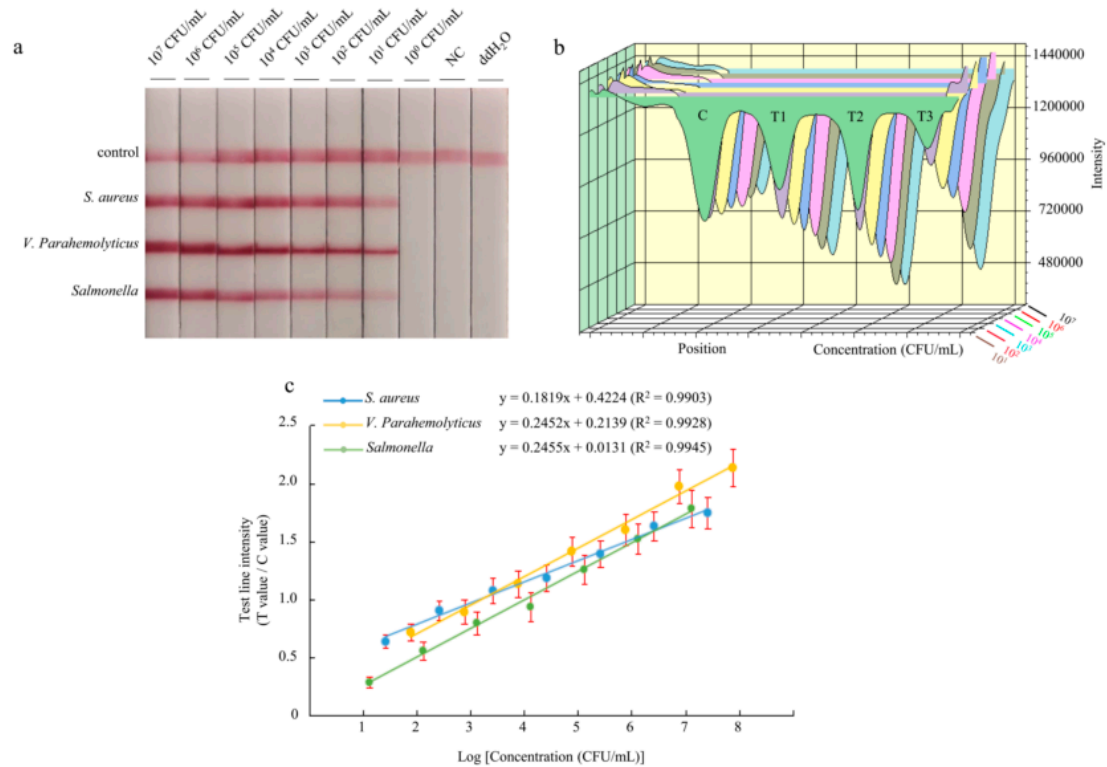 a
10⁷ CFU/mL
10⁶ CFU/mL
10⁵ CFU/mL
10⁴ CFU/mL
10³ CFU/mL
10² CFU/mL
10¹ CFU/mL
10⁰ CFU/mL
NC
ddH₂O
control
S. aureus
V. Parahemolyticus
Salmonella
b
C
T1
T2
T3
1440000
1200000
960000
720000
480000
Intensity
Position
Concentration (CFU/mL)
10⁷
10⁶
10⁵
10⁴
10³
10²
10¹
c
S. aureus y = 0.1819x + 0.4224 (R² = 0.9903)
V. Parahemolyticus y = 0.2452x + 0.2139 (R² = 0.9928)
Salmonella y = 0.2455x + 0.0131 (R² = 0.9945)
Test line intensity
(T value / C value)
2.5
2.0
1.5
1.0
0.5
0
1 2 3 4 5 6 7 8
Log [Concentration (CFU/mL)]